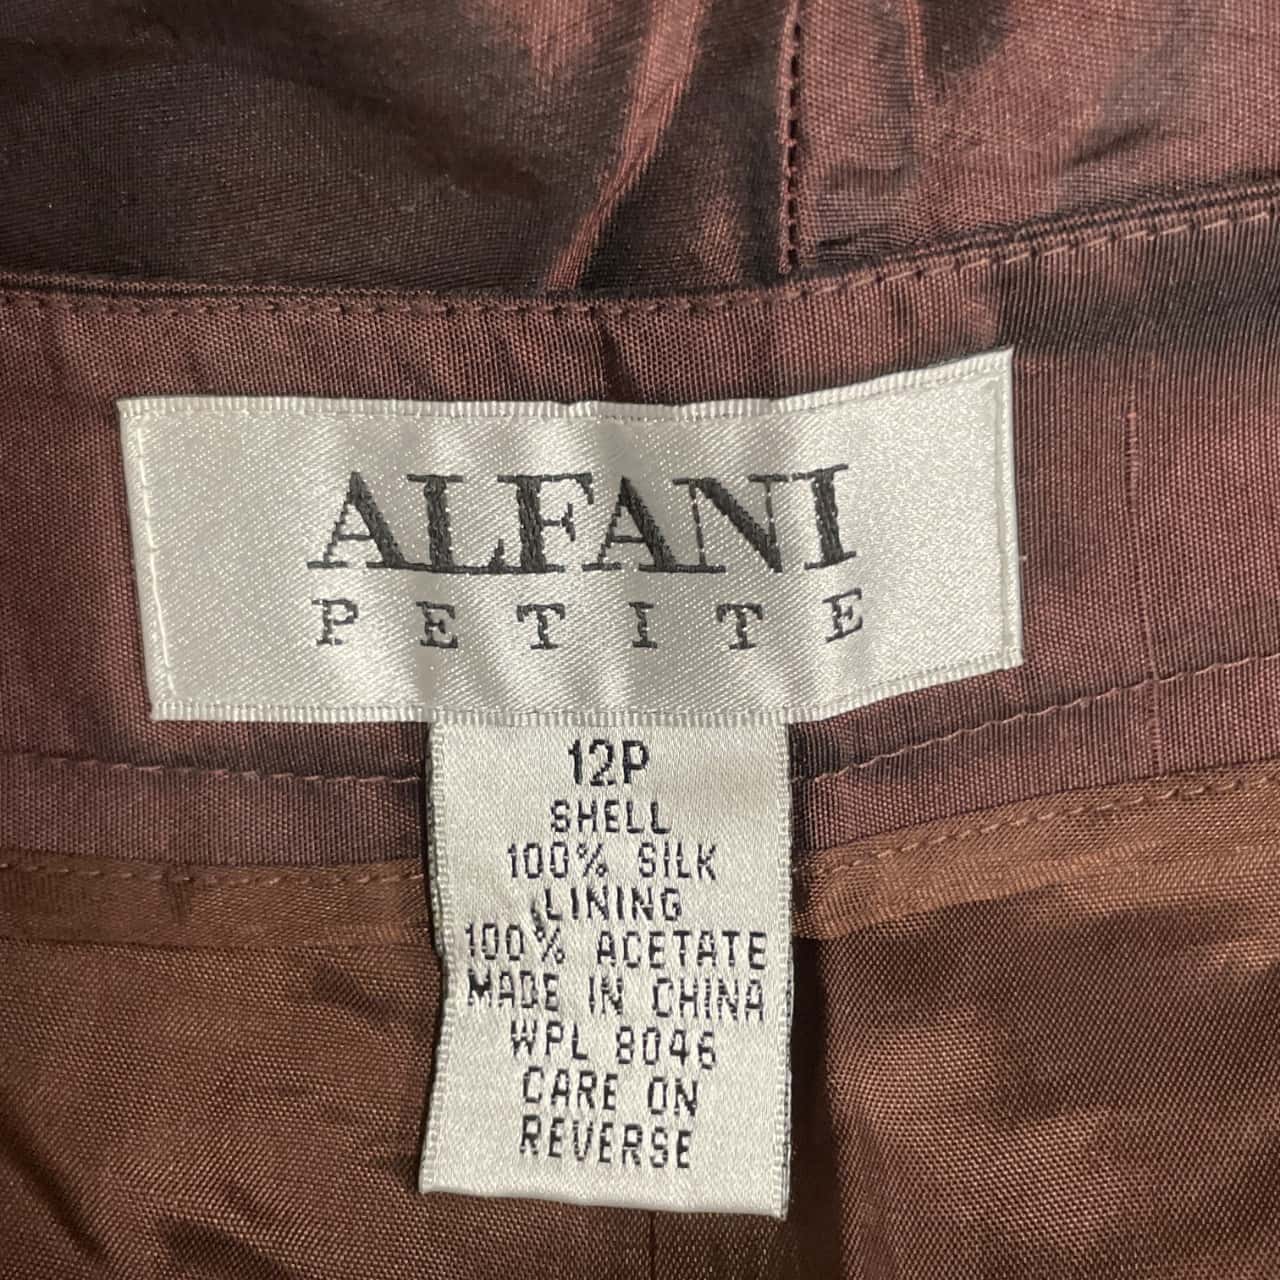 ALFANI
PETITE
12P
SHELL
100% SILK
LINING
100% ACETATE
MADE IN CHINA
WPL 8046
CARE ON
REVERSE